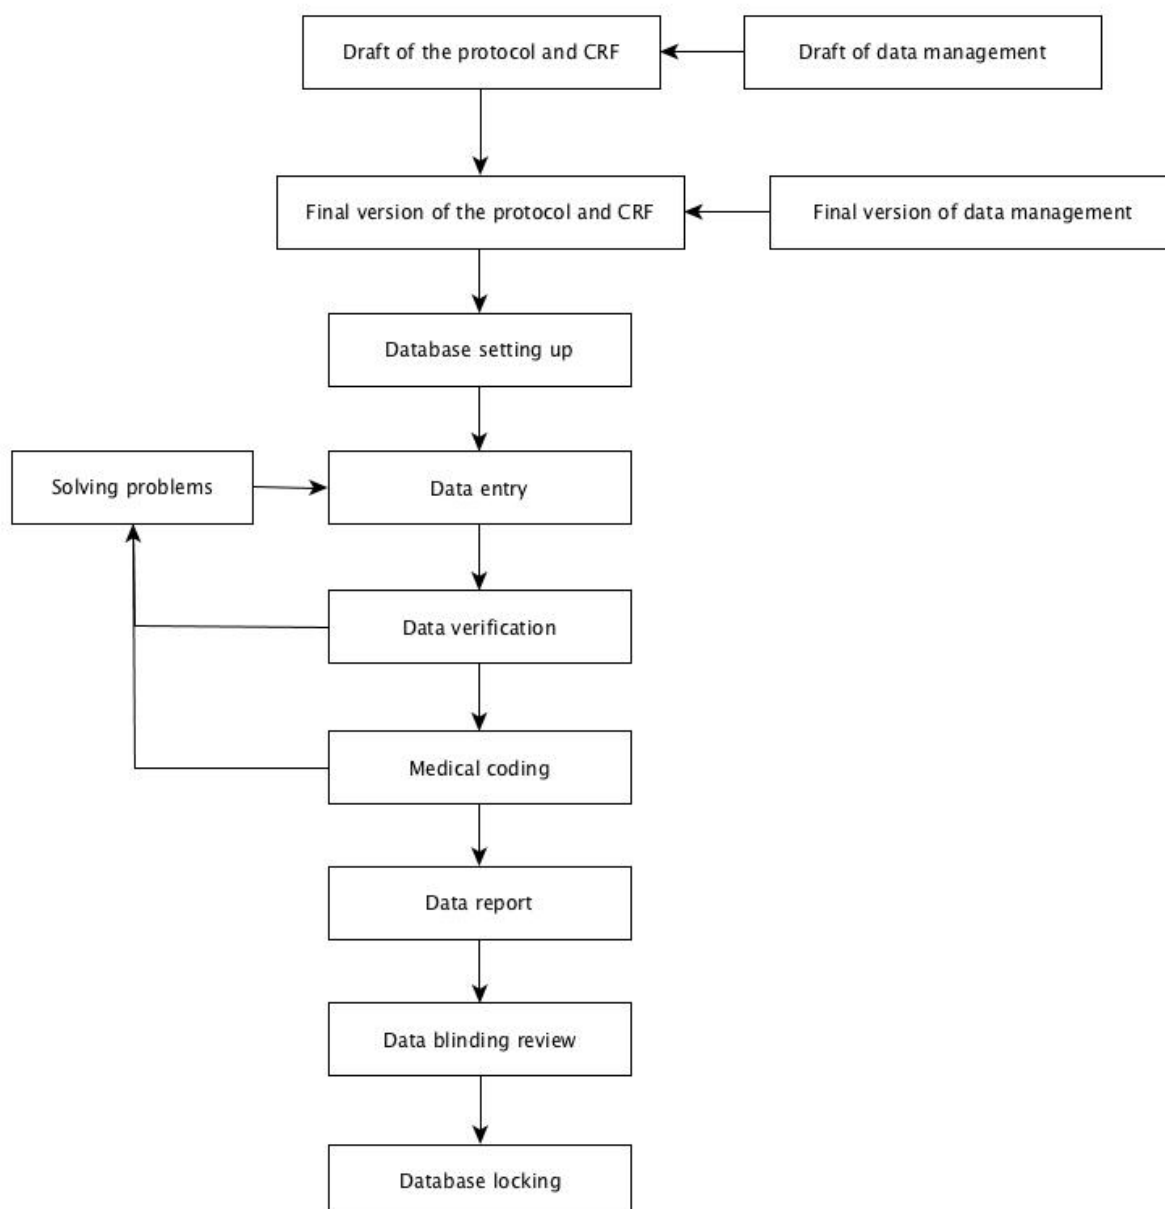 Draft of the protocol and CRF
Draft of data management
Final version of the protocol and CRF
Final version of data management
Database setting up
Solving problems
Data entry
Data verification
Medical coding
Data report
Data blinding review
Database locking